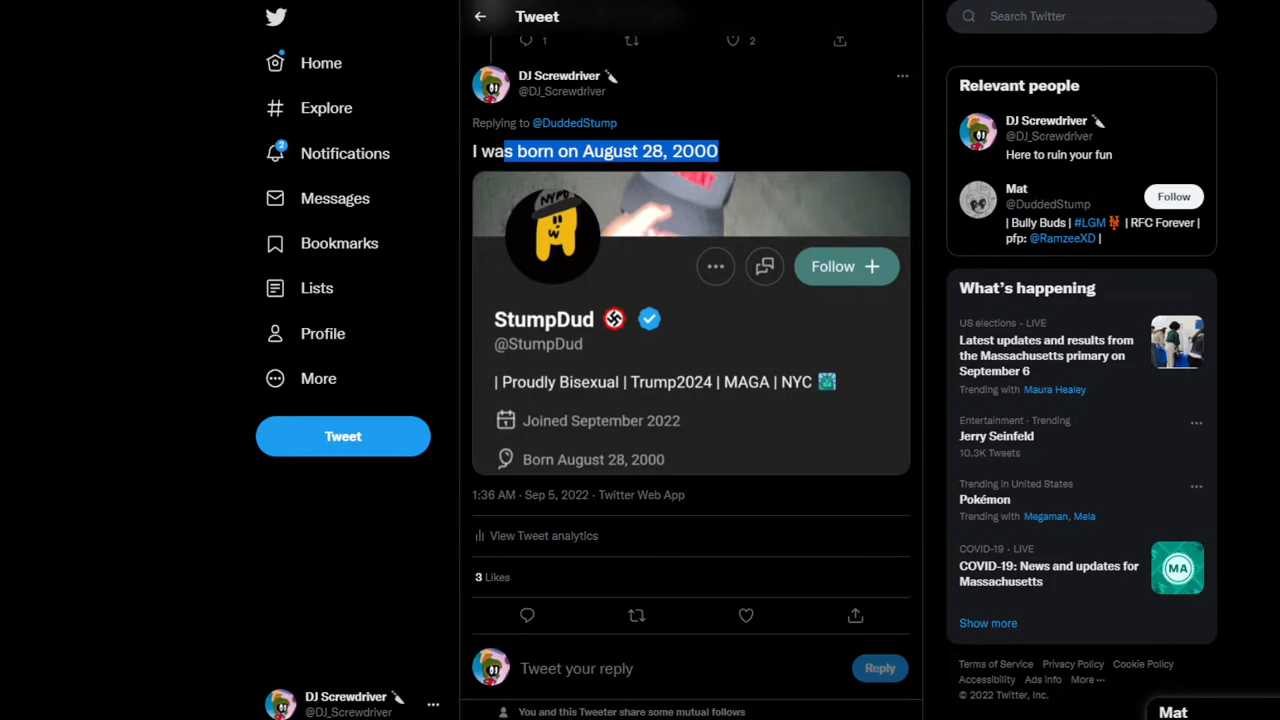 Home
Explore
2
Notifications
Messages
Bookmarks
Lists
Profile
More
Tweet
DJ Screwdriver
@DJ_Screwdriver
Tweet
1
2
DJ Screwdriver
@DJ_Screwdriver
Replying to @DuddedStump
I was born on August 28, 2000
NYPD
Follow
StumpDud
@StumpDud
| Proudly Bisexual | Trump2024 | MAGA | NYC
Joined September 2022
Born August 28, 2000
1:36 AM · Sep 5, 2022 · Twitter Web App
View Tweet analytics
3 Likes
Tweet your reply
Reply
You and this Tweeter share some mutual follows
Search Twitter
Relevant people
DJ Screwdriver
@DJ_Screwdriver
Here to ruin your fun
Mat
@DuddedStump
Follow
| Bully Buds | #LGM | RFC Forever |
pfp: @RamzeeXD |
What's happening
US elections · LIVE
Latest updates and results from
the Massachusetts primary on
September 6
Trending with Maura Healey
Entertainment · Trending
Jerry Seinfeld
10.3K Tweets
Trending in United States
Pokémon
Trending with Megaman, Mela
COVID-19 · LIVE
COVID-19: News and updates for
Massachusetts
MA
Show more
Terms of Service Privacy Policy Cookie Policy
Accessibility Ads info More ···
© 2022 Twitter, Inc.
Mat